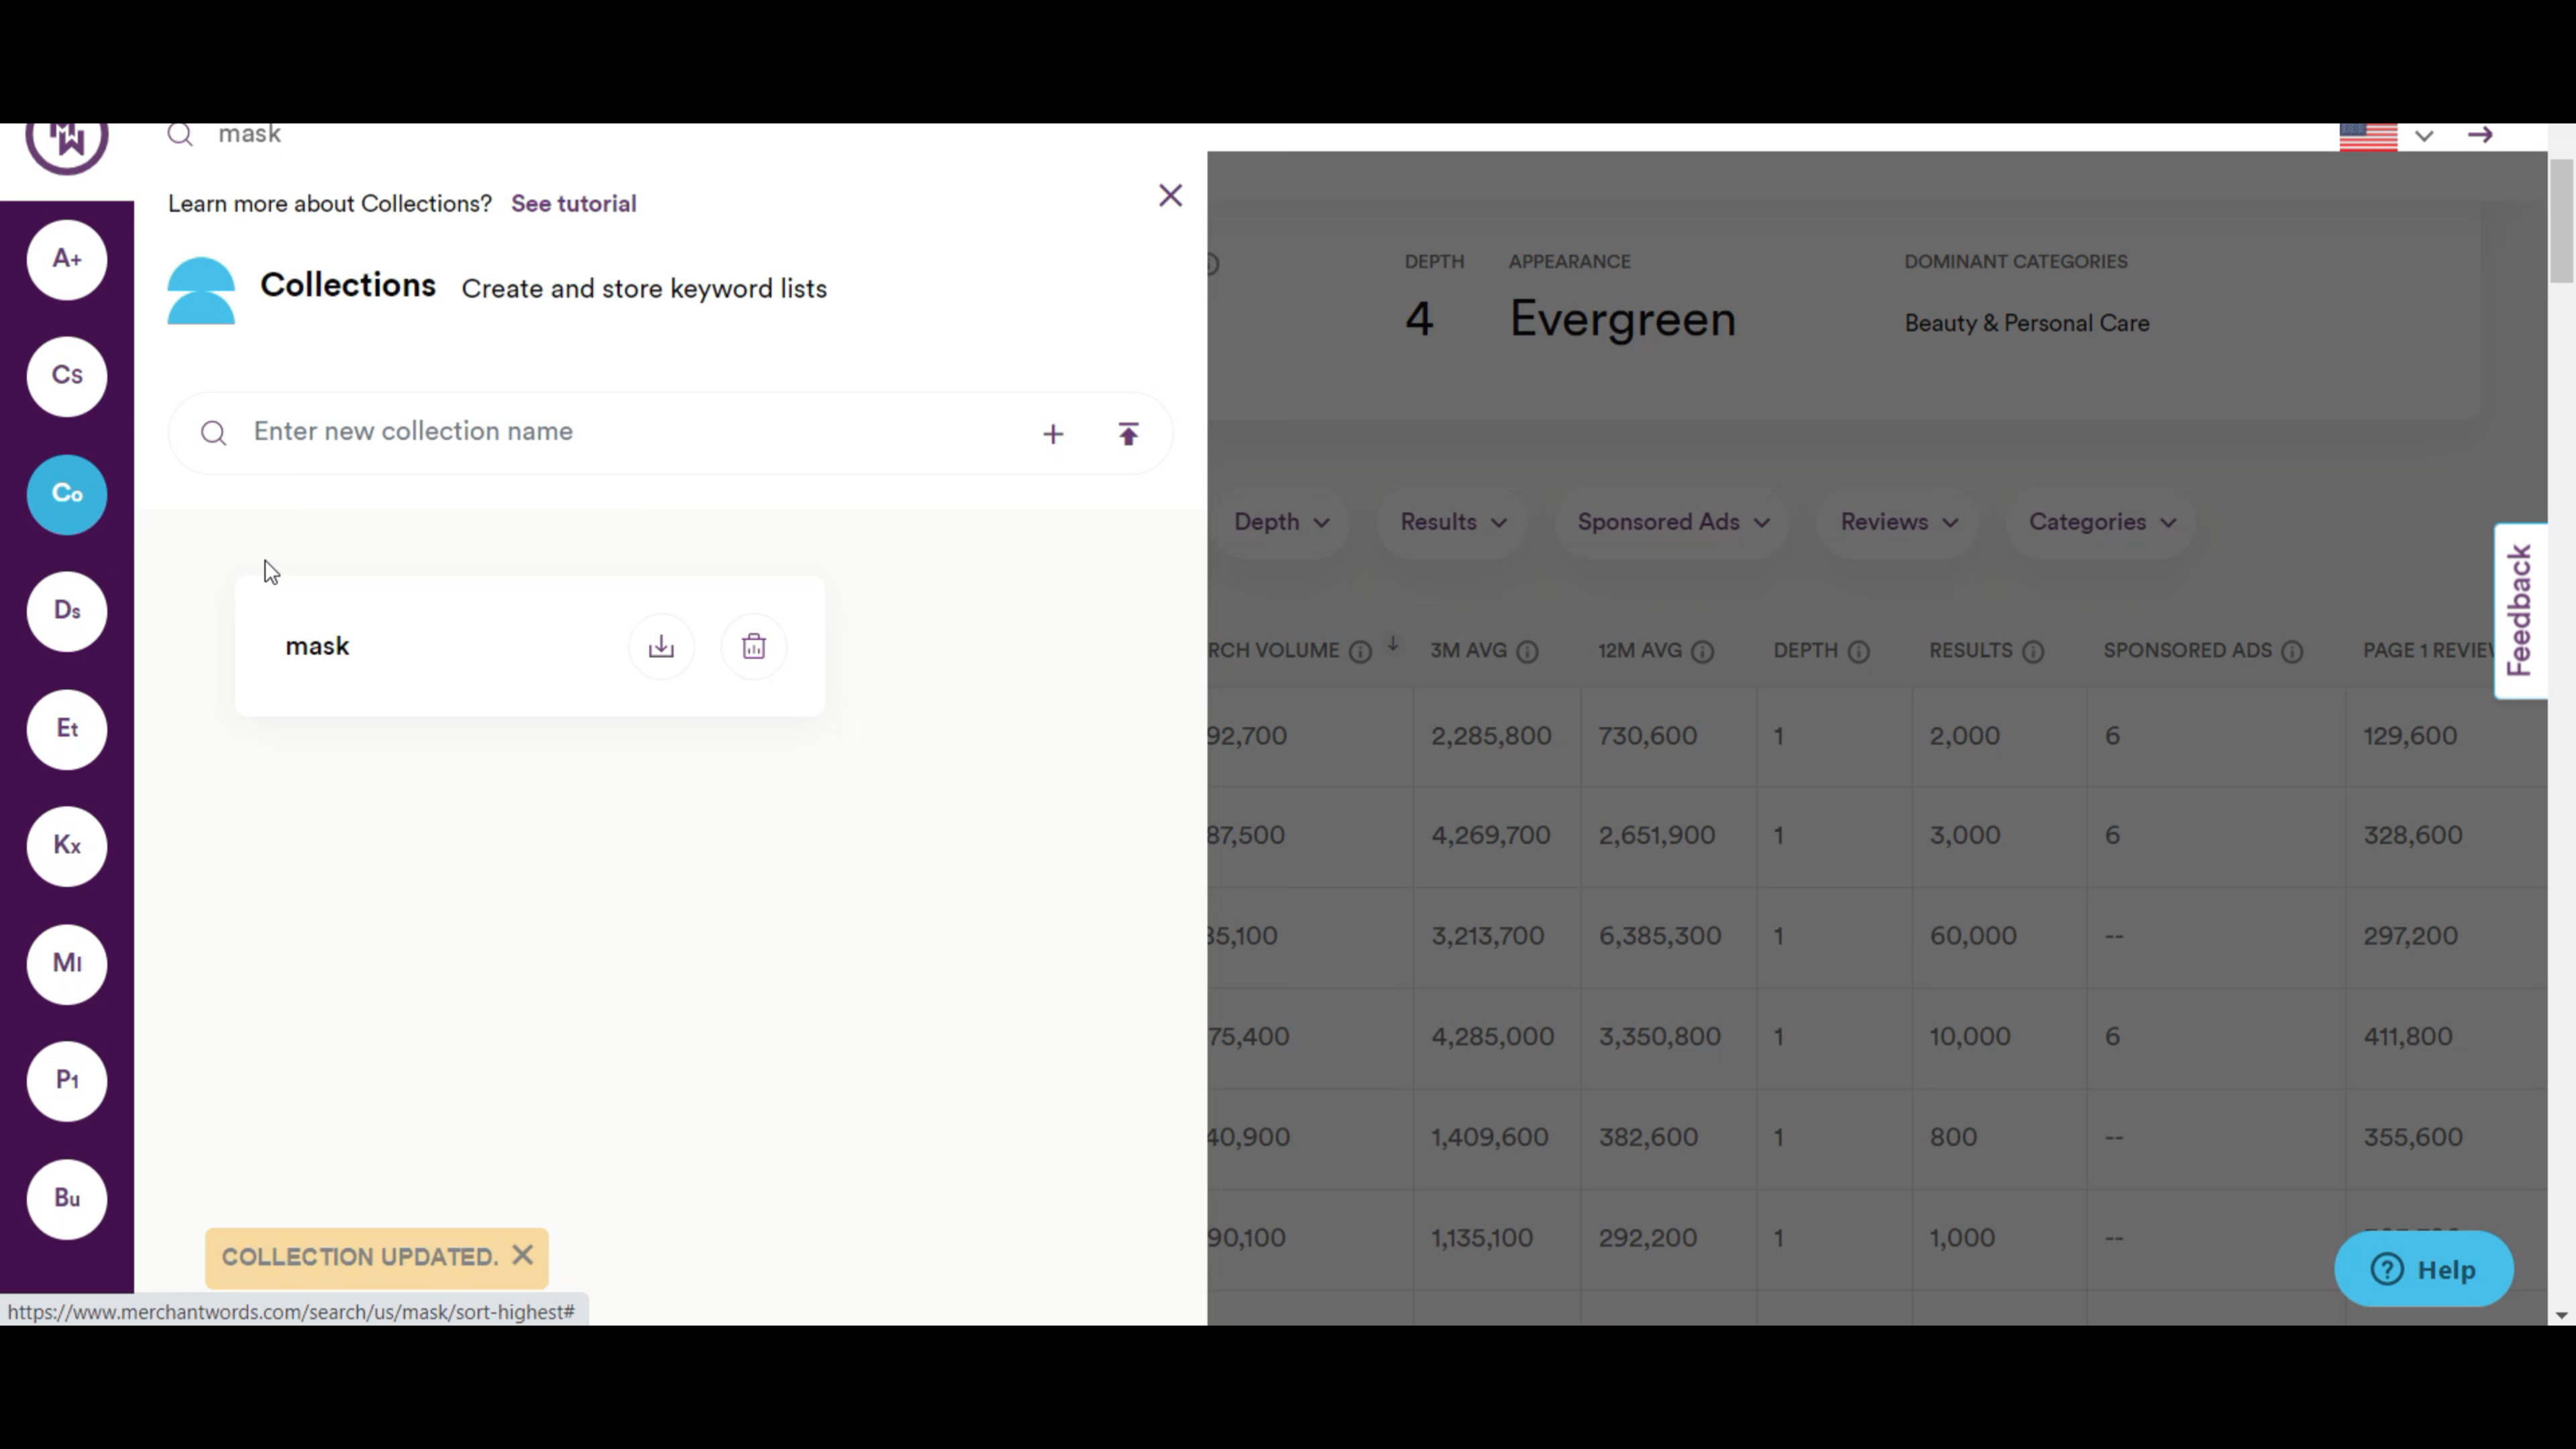 MW
mask
Learn more about Collections? See tutorial
Collections Create and store keyword lists
Enter new collection name
A+
Cs
Co
Ds
Et
Kx
MI
P1
Bu
mask
COLLECTION UPDATED.
https://www.merchantwords.com/search/us/mask/sort-highest#
DEPTH APPEARANCE DOMINANT CATEGORIES
4 Evergreen Beauty & Personal Care
Depth Results Sponsored Ads Reviews Categories
Feedback
RCH VOLUME 3M AVG 12M AVG DEPTH RESULTS SPONSORED ADS PAGE 1 REVIE
92,700 2,285,800 730,600 1 2,000 6 129,600
87,500 4,269,700 2,651,900 1 3,000 6 328,600
35,100 3,213,700 6,385,300 1 60,000 -- 297,200
75,400 4,285,000 3,350,800 1 10,000 6 411,800
40,900 1,409,600 382,600 1 800 -- 355,600
90,100 1,135,100 292,200 1 1,000 --
Help